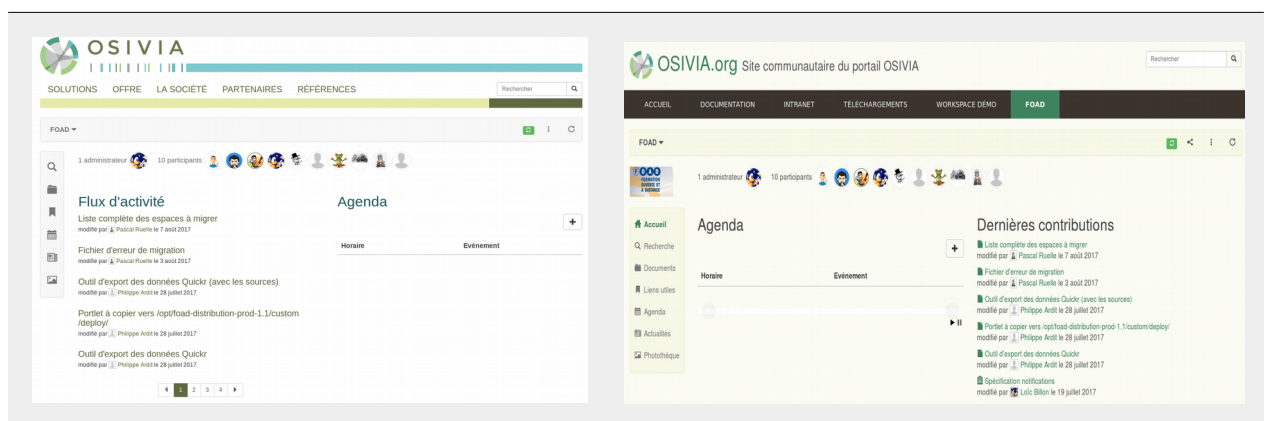 OSIVIA
SOLUTIONS OFFRE LA SOCIÉTÉ PARTENAIRES RÉFÉRENCES
Rechercher
FOAD
1 administrateur 10 participants
Flux d'activité
Liste complète des espaces à migrer
modifié par Pascal Ruelle le 7 août 2017
Fichier d'erreur de migration
modifié par Pascal Ruelle le 3 août 2017
Outil d'export des données Quickr (avec les sources)
modifié par Philippe Ardit le 28 juillet 2017
Portlet à copier vers /opt/foad-distribution-prod-1.1/custom
/deploy/
modifié par Philippe Ardit le 28 juillet 2017
Outil d'export des données Quickr
modifié par Philippe Ardit le 28 juillet 2017
1 2 3 4
Agenda
Horaire Evénement
OSIVIA.org Site communautaire du portail OSIVIA
Rechercher
ACCUEIL DOCUMENTATION INTRANET TÉLÉCHARGEMENTS WORKSPACE DÉMO FOAD
FOAD
FORMATION
OUVERTE ET
A DISTANCE
1 administrateur 10 participants
Accueil
Recherche
Documents
Liens utiles
Agenda
Actualités
Photothèque
Agenda
Horaire Evénement
Dernières contributions
Liste complète des espaces à migrer
modifié par Pascal Ruelle le 7 août 2017
Fichier d'erreur de migration
modifié par Pascal Ruelle le 3 août 2017
Outil d'export des données Quickr (avec les sources)
modifié par Philippe Ardit le 28 juillet 2017
Portlet à copier vers /opt/foad-distribution-prod-1.1/custom/deploy/
modifié par Philippe Ardit le 28 juillet 2017
Outil d'export des données Quickr
modifié par Philippe Ardit le 28 juillet 2017
Spécification notifications
modifié par Loïc Billon le 19 juillet 2017